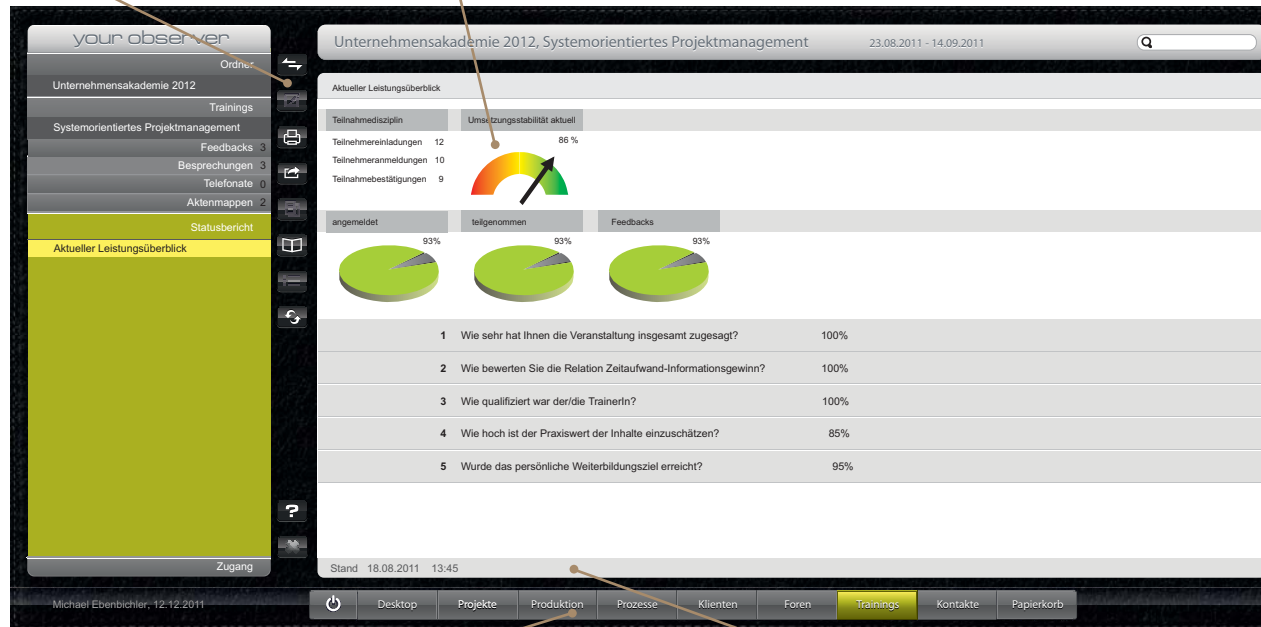 your observer
Ordner
Unternehmensakademie 2012
Trainings
Systemorientiertes Projektmanagement
Feedbacks 3
Besprechungen 3
Telefonate 0
Aktenmappen 2
Statusbericht
Aktueller Leistungsüberblick
Zugang
Unternehmensakademie 2012, Systemorientiertes Projektmanagement 23.08.2011 - 14.09.2011
Aktueller Leistungsüberblick
Teilnahmedisziplin Umsetzungsstabilität aktuell
Teilnehmereinladungen 12 86 %
Teilnehmeranmeldungen 10
Teilnahmebestätigungen 9
angemeldet teilgenommen Feedbacks
93% 93% 93%
1 Wie sehr hat Ihnen die Veranstaltung insgesamt zugesagt? 100%
2 Wie bewerten Sie die Relation Zeitaufwand-Informationsgewinn? 100%
3 Wie qualifiziert war der/die TrainerIn? 100%
4 Wie hoch ist der Praxiswert der Inhalte einzuschätzen? 85%
5 Wurde das persönliche Weiterbildungsziel erreicht? 95%
?
Stand 18.08.2011 13:45
Michael Ebenbichler, 12.12.2011 Desktop Projekte Produktion Prozesse Klienten Foren Trainings Kontakte Papierkorb